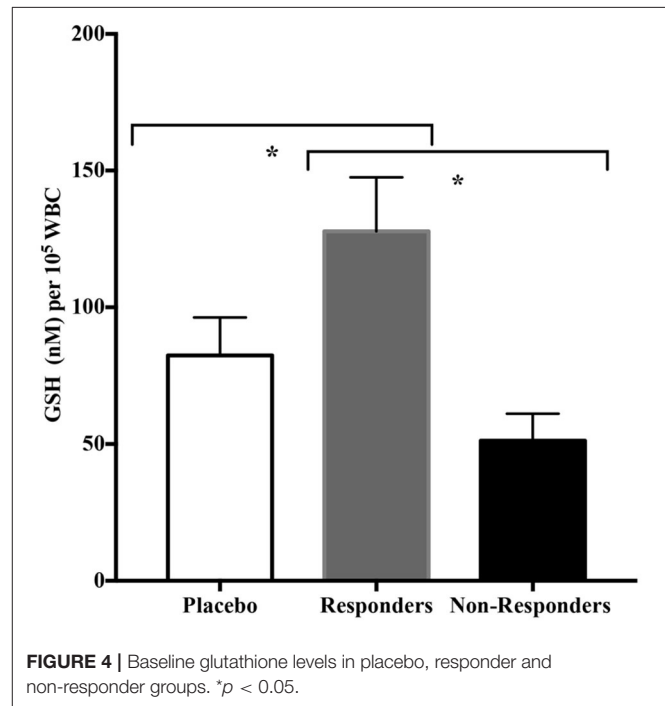 200
150
100
50
0
GSH (nM) per 10⁵ WBC
*
*
Placebo Responders Non-Responders
FIGURE 4 | Baseline glutathione levels in placebo, responder and
non-responder groups. *p < 0.05.